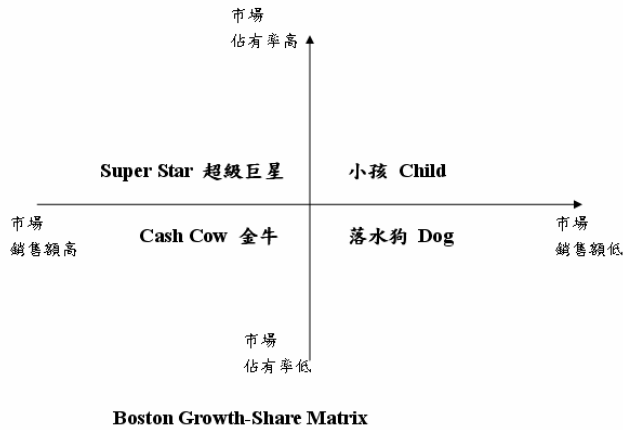 市場
佔有率高
Super Star 超級巨星
小孩 Child
市場
銷售額高
Cash Cow 金牛
落水狗 Dog
市場
銷售額低
市場
佔有率低
Boston Growth-Share Matrix